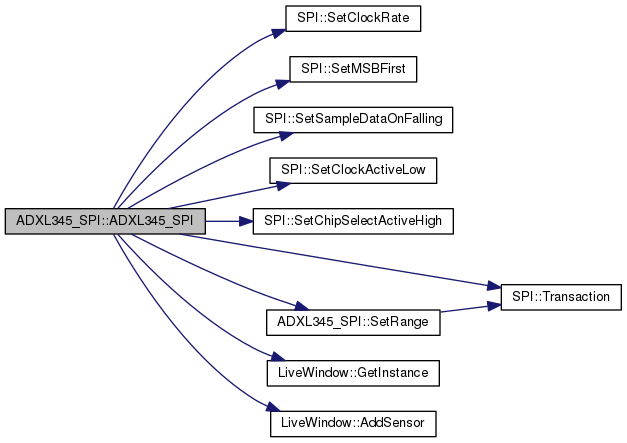 SPI::SetClockRate
SPI::SetMSBFirst
SPI::SetSampleDataOnFalling
SPI::SetClockActiveLow
ADXL345_SPI::ADXL345_SPI
SPI::SetChipSelectActiveHigh
SPI::Transaction
ADXL345_SPI::SetRange
LiveWindow::GetInstance
LiveWindow::AddSensor